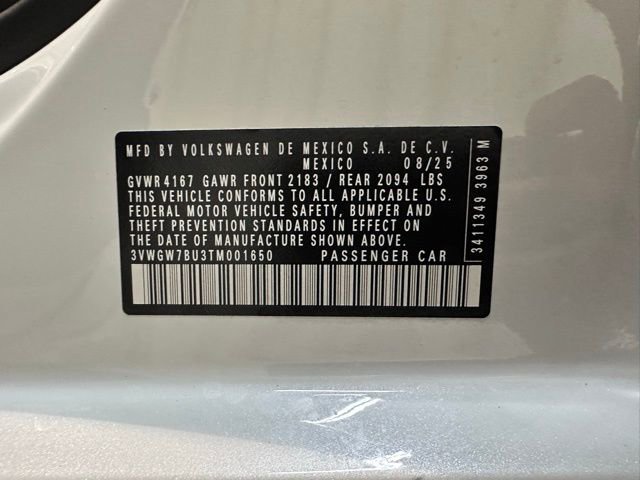 MFD BY VOLKSWAGEN DE MEXICO S.A. DE C.V.
MEXICO 08/25
GVWR 4167 GAWR FRONT 2183 / REAR 2094 LBS
THIS VEHICLE CONFORMS TO ALL APPLICABLE U.S.
FEDERAL MOTOR VEHICLE SAFETY, BUMPER AND
THEFT PREVENTION STANDARDS IN EFFECT ON
THE DATE OF MANUFACTURE SHOWN ABOVE.
3VWGW7BU3TM001650 PASSENGER CAR
3411349 3963 M